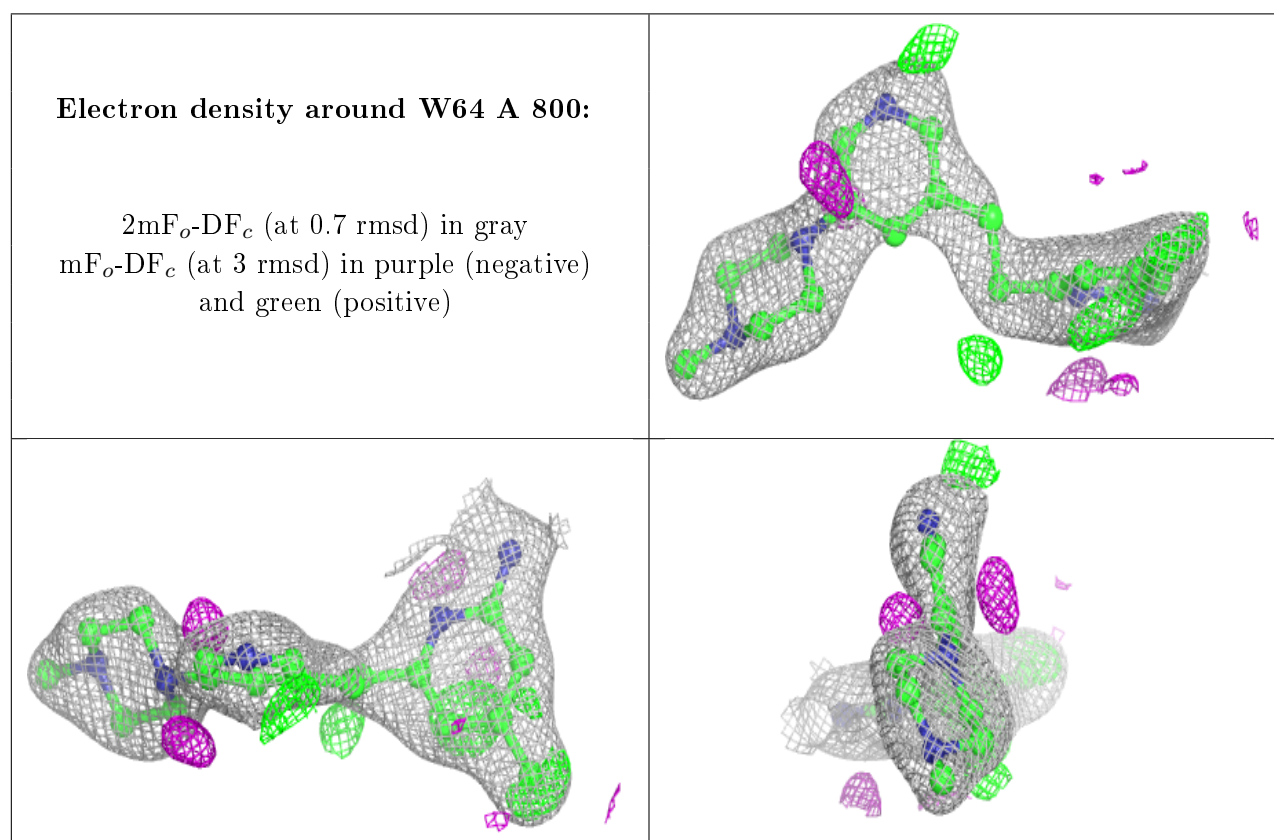 Electron density around W64 A 800:
2mFo-DFc (at 0.7 rmsd) in gray
mFo-DFc (at 3 rmsd) in purple (negative)
and green (positive)